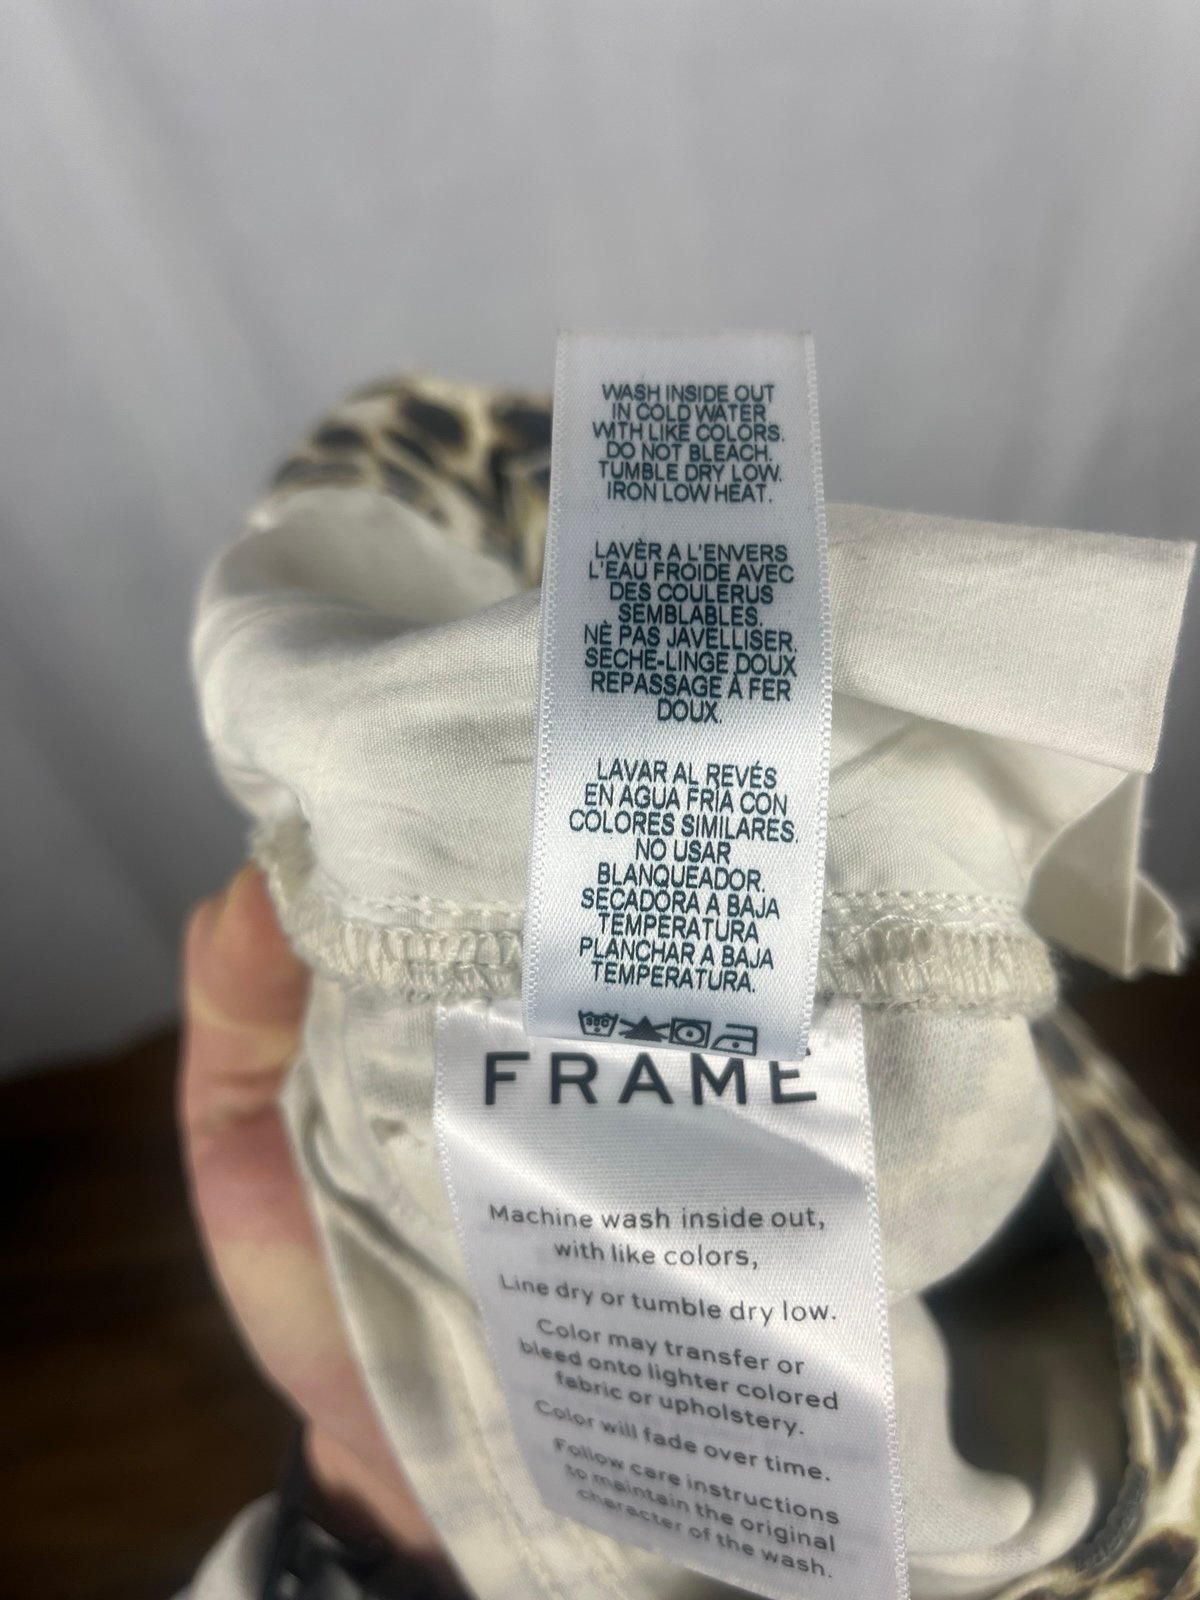 WASH INSIDE OUT
IN COLD WATER
WITH LIKE COLORS.
DO NOT BLEACH.
TUMBLE DRY LOW.
IRON LOW HEAT.
LAVÈR A L'ENVERS
L'EAU FROIDE AVEC
DES COULERUS
SEMBLABLES.
NÈ PAS JAVELLISER.
SECHE-LINGE DOUX
REPASSAGE À FER
DOUX.
LAVAR AL REVÉS
EN AGUA FRÍA CON
COLORES SIMILARES.
NO USAR
BLANQUEADOR.
SECADORA A BAJA
TEMPERATURA
PLANCHAR A BAJA
TEMPERATURA.
FRAME
Machine wash inside out,
with like colors,
Line dry or tumble dry low.
Color may transfer or
bleed onto lighter colored
fabric or upholstery.
Color will fade over time.
Follow care instructions
to maintain the original
character of the wash.